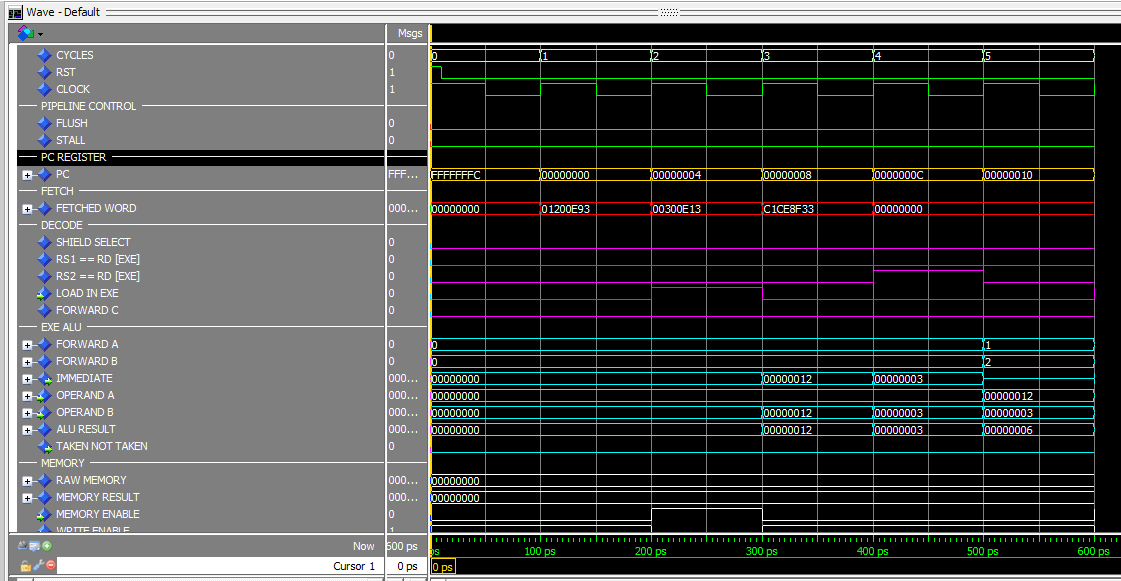 Wave - Default
Msgs
CYCLES 0 0 1 2 3 4 5
RST 1
CLOCK 1
PIPELINE CONTROL
FLUSH 0
STALL 0
PC REGISTER
PC FFF... FFFFFFFC 00000000 00000004 00000008 0000000C 00000010
FETCH
FETCHED WORD 000... 00000000 01200E93 00300E13 C1CE8F33 00000000
DECODE
SHIELD SELECT 0
RS1 == RD [EXE] 0
RS2 == RD [EXE] 0
LOAD IN EXE 0
FORWARD C 0
EXE ALU
FORWARD A 0 0 1
FORWARD B 0 0 2
IMMEDIATE 000... 00000000 00000012 00000003
OPERAND A 000... 00000000 00000012
OPERAND B 000... 00000000 00000012 00000003 00000003
ALU RESULT 000... 00000000 00000012 00000003 00000006
TAKEN NOT TAKEN 0
MEMORY
RAW MEMORY 000... 00000000
MEMORY RESULT 000... 00000000
MEMORY ENABLE 0
WRITE ENABLE 1
Now 600 ps ps 100 ps 200 ps 300 ps 400 ps 500 ps 600 ps
Cursor 1 0 ps 0 ps